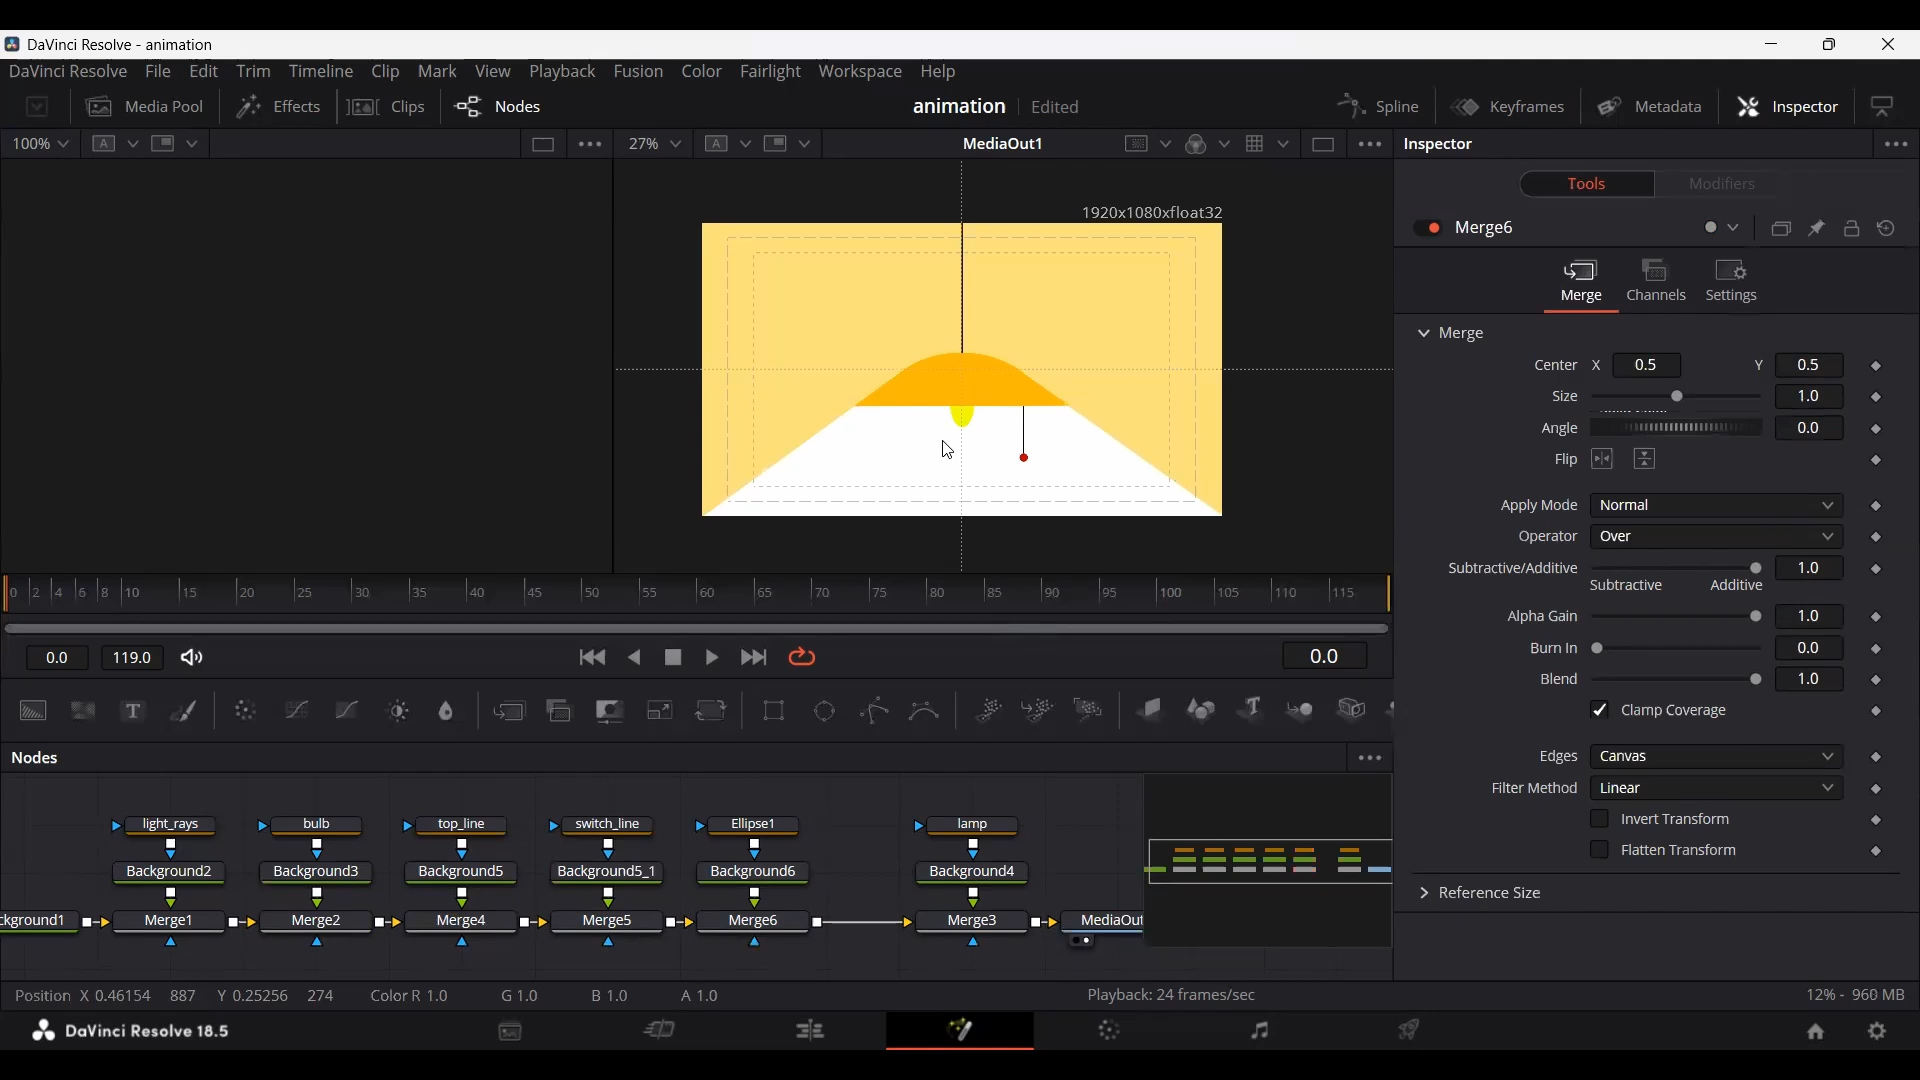 DaVinci Resolve - animation
DaVinci Resolve File Edit Trim Timeline Clip Mark View Playback Fusion Color Fairlight Workspace Help
Media Pool Effects Clips Nodes animation Edited Spline Keyframes Metadata Inspector
100% A 27% A MediaOut1 Inspector
Tools Modifiers
1920x1080xfloat32
Merge6
Merge Channels Settings
Merge
Center X 0.5 Y 0.5
Size 1.0
Angle 0.0
Flip
Apply Mode Normal
Operator Over
Subtractive/Additive 1.0
Subtractive Additive
0 2 4 6 8 10 15 20 25 30 35 40 45 50 55 60 65 70 75 80 85 90 95 100 105 110 115
Alpha Gain 1.0
Burn In 0.0
0.0 119.0 0.0
Blend 1.0
Clamp Coverage
T T
Nodes
Edges Canvas
Filter Method Linear
Invert Transform
light_rays bulb top_line switch_line Ellipse1 lamp
Flatten Transform
Background2 Background3 Background5 Background5_1 Background6 Background4
Reference Size
ckground1 Merge1 Merge2 Merge4 Merge5 Merge6 Merge3 MediaOut
Position X 0.46154 887 Y 0.25256 274 Color R 1.0 G 1.0 B 1.0 A 1.0 Playback: 24 frames/sec 12% - 960 MB
DaVinci Resolve 18.5